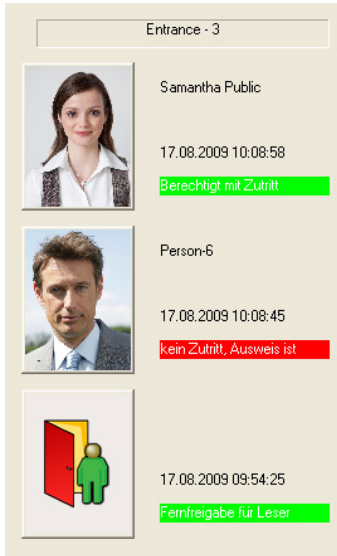 Entrance - 3
Samantha Public
17.08.2009 10:08:58
Berechtigt mit Zutritt
Person-6
17.08.2009 10:08:45
kein Zutritt, Ausweis ist
17.08.2009 09:54:25
Fernfreigabe für Leser